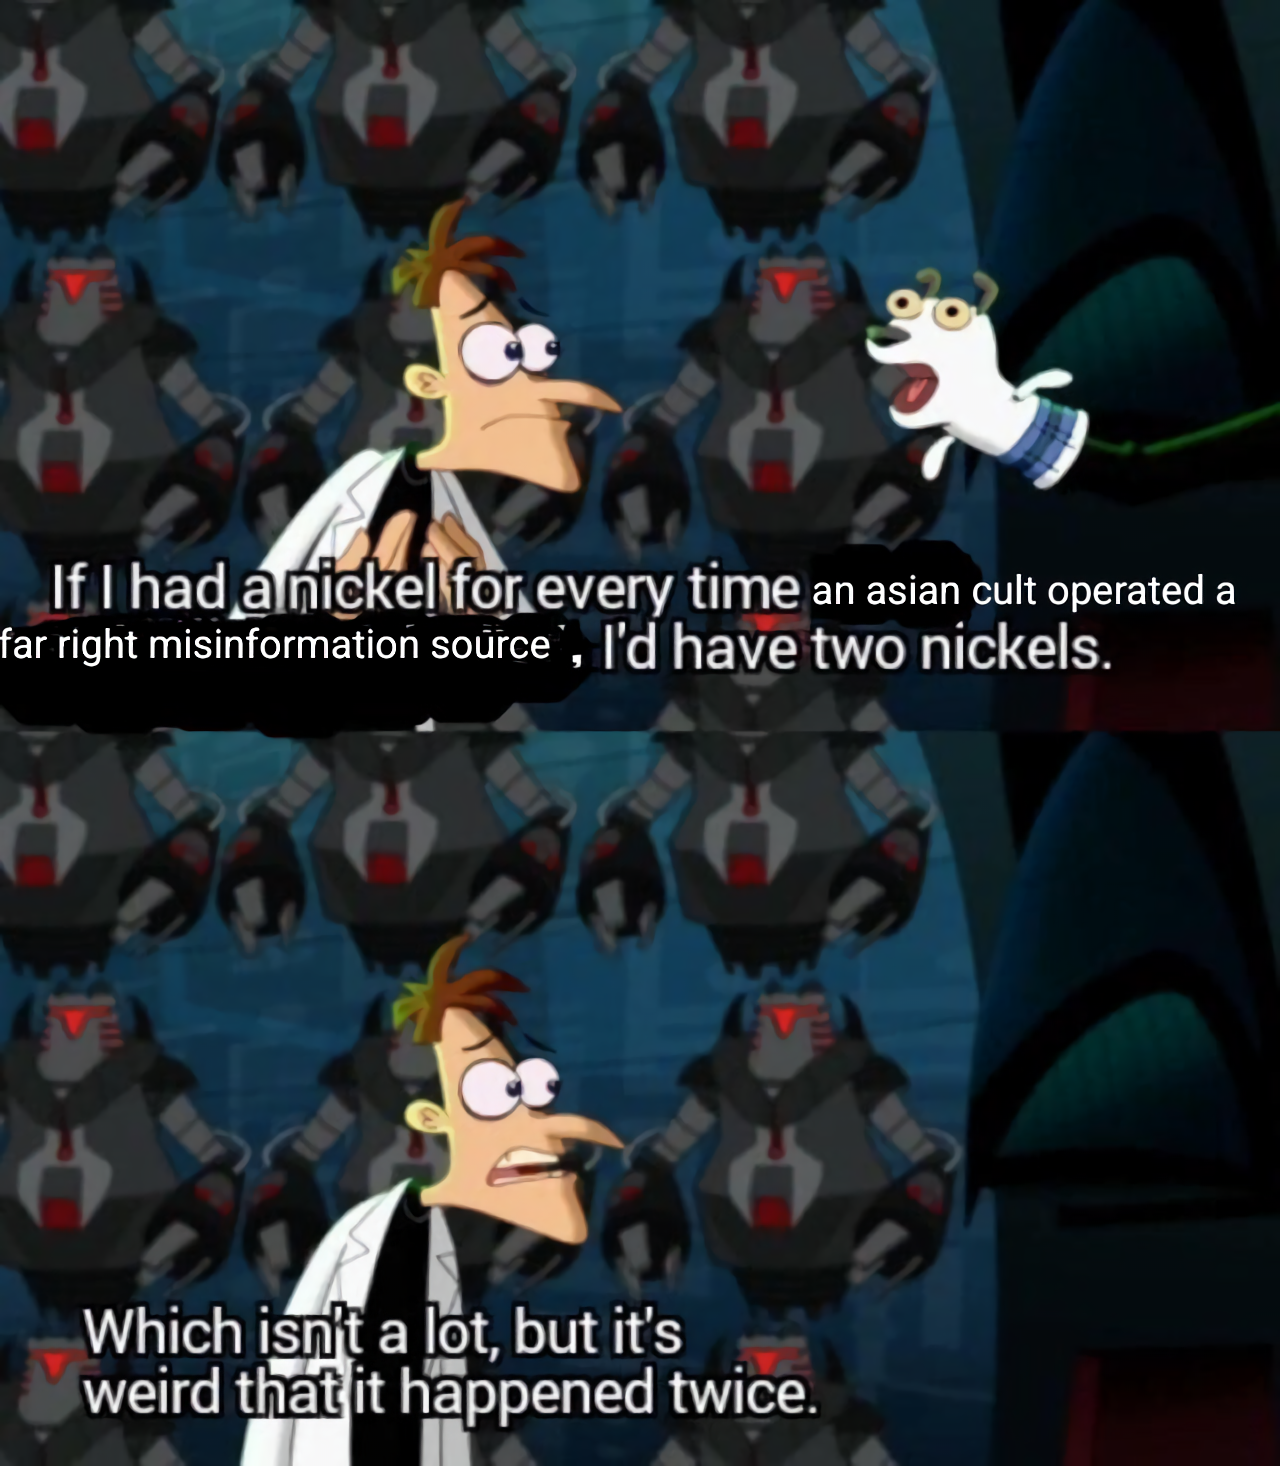 If I had a nickel for every time an asian cult operated a
far right misinformation source , I'd have two nickels.
Which isn't a lot, but it's
weird that it happened twice.